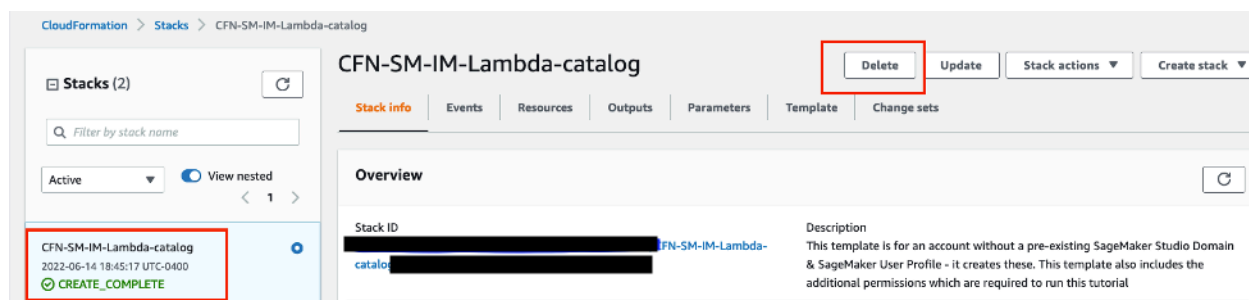 CloudFormation > Stacks > CFN-SM-IM-Lambda-catalog
Stacks (2)
Filter by stock name
Active
View nested
< 1 >
CFN-SM-IM-Lambda-catalog
2022-06-14 18:45:17 UTC-0400
CREATE_COMPLETE
CFN-SM-IM-Lambda-catalog
Delete
Update
Stack actions
Create stack
Stack info
Events
Resources
Outputs
Parameters
Template
Change sets
Overview
Stack ID
FN-SM-IM-Lambda-
catalog
Description
This template is for an account without a pre-existing SageMaker Studio Domain
& SageMaker User Profile - it creates these. This template also includes the
additional permissions which are required to run this tutorial